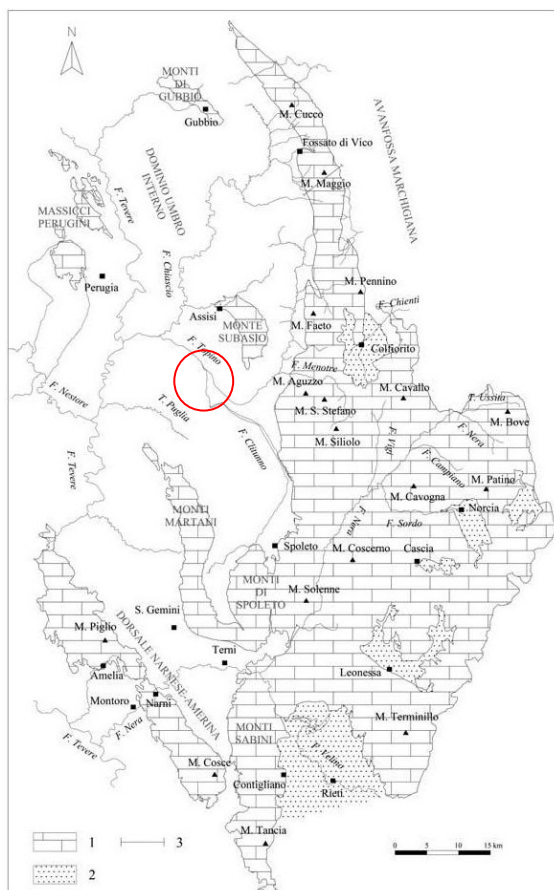 N
MONTI
DI
GUBBIO
Gubbio
M. Cucco
Fossato di Vico
M. Maggio
AVANFOSSA MARCHIGIANA
DOMINIO UMBRO
INTERNO
F. Tevere
MASSICCI
PERUGINI
Perugia
F. Chiascio
M. Pennino
Assisi
MONTE
SUBASIO
M. Faeto
F. Chienti
Colfiorito
F. Topino
F. Menotre
M. Aguzzo
M. Cavallo
F. Nestore
T. Puglia
M. S. Stefano
T. Ussita
M. Bove
M. Siliolo
F. Vigi
F. Nera
F. Clitunno
F. Tevere
F. Campiano
M. Patino
M. Cavogna
MONTI
MARTANI
Norcia
F. Nera
F. Sordo
Spoleto
M. Coscerno
Cascia
MONTI
DI
SPOLETO
M. Solenne
S. Gemini
M. Piglio
DORSALE NARNESE-AMERINA
Terni
Amelia
Leonessa
Montoro
Narni
F. Nera
M. Terminillo
F. Tevere
MONTI
SABINI
F. Velino
M. Cosce
Contigliano
Rieti
M. Tancia
1
3
2
0 5 10 15 km